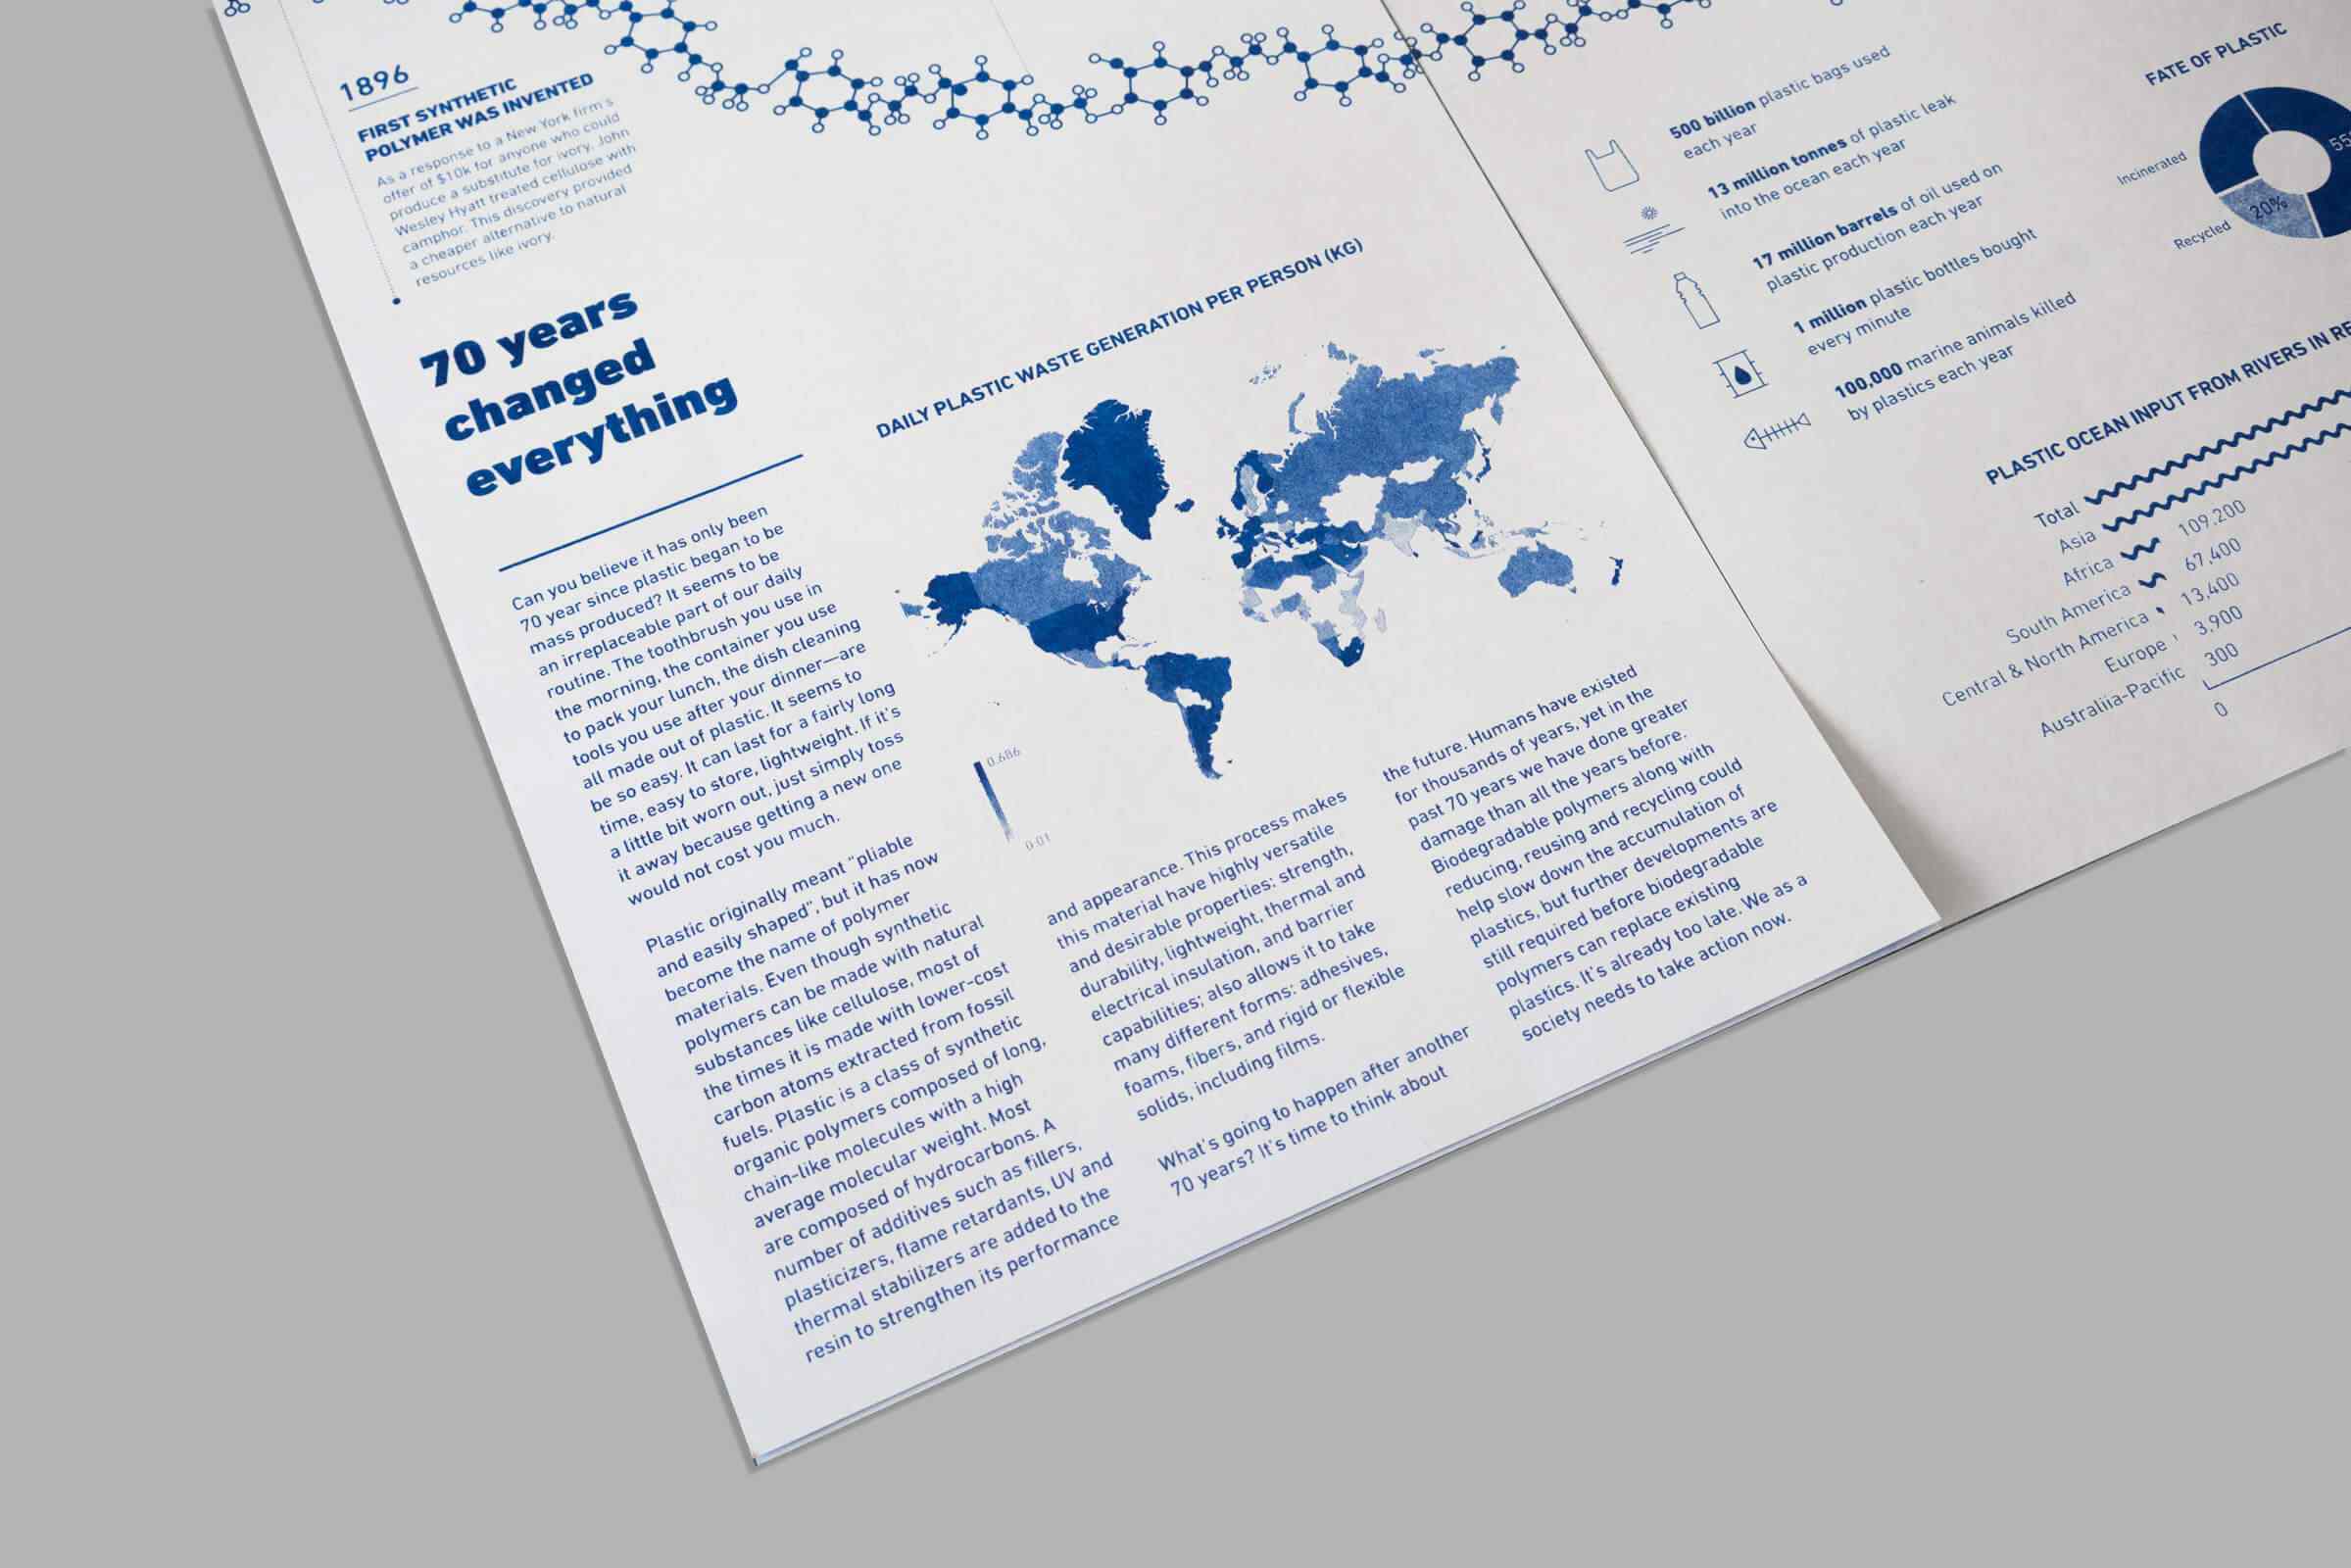 1896
FIRST SYNTHETIC
POLYMER WAS INVENTED
As a response to a New York firm's
offer of $10k for anyone who could
produce a substitute for ivory, John
Wesley Hyatt treated cellulose with
camphor. This discovery provided
a cheaper alternative to natural
resources like ivory.
70 years
changed
everything
Can you believe it has only been
70 year since plastic began to be
mass produced? It seems to be
an irreplaceable part of our daily
routine. The toothbrush you use in
the morning, the container you use
to pack your lunch, the dish cleaning
tools you use after your dinner—are
all made out of plastic. It seems to
be so easy. It can last for a fairly long
time, easy to store, lightweight. If it's
a little bit worn out, just simply toss
it away because getting a new one
would not cost you much.
Plastic originally meant "pliable
and easily shaped", but it has now
become the name of polymer
materials. Even though synthetic
polymers can be made with natural
substances like cellulose, most of
the times it is made with lower-cost
carbon atoms extracted from fossil
fuels. Plastic is a class of synthetic
organic polymers composed of long,
chain-like molecules with a high
average molecular weight. Most
are composed of hydrocarbons. A
number of additives such as fillers,
plasticizers, flame retardants, UV and
thermal stabilizers are added to the
resin to strengthen its performance
DAILY PLASTIC WASTE GENERATION PER PERSON (KG)
0.686
0.01
and appearance. This process makes
this material have highly versatile
and desirable properties: strength,
durability, lightweight, thermal and
electrical insulation, and barrier
capabilities; also allows it to take
many different forms: adhesives,
foams, fibers, and rigid or flexible
solids, including films.
What's going to happen after another
70 years? It's time to think about
the future. Humans have existed
for thousands of years, yet in the
past 70 years we have done greater
damage than all the years before.
Biodegradable polymers along with
reducing, reusing and recycling could
help slow down the accumulation of
plastics, but further developments are
still required before biodegradable
polymers can replace existing
plastics. It's already too late. We as a
society needs to take action now.
500 billion plastic bags used
each year
13 million tonnes of plastic leak
into the ocean each year
17 million barrels of oil used on
plastic production each year
1 million plastic bottles bought
every minute
100,000 marine animals killed
by plastics each year
FATE OF PLASTIC
55
Incinerated
20%
Recycled
PLASTIC OCEAN INPUT FROM RIVERS IN
Total
Asia
Africa 109,200
South America 67,400
Central & North America 13,400
Europe 3,900
Australiia-Pacific 300
0